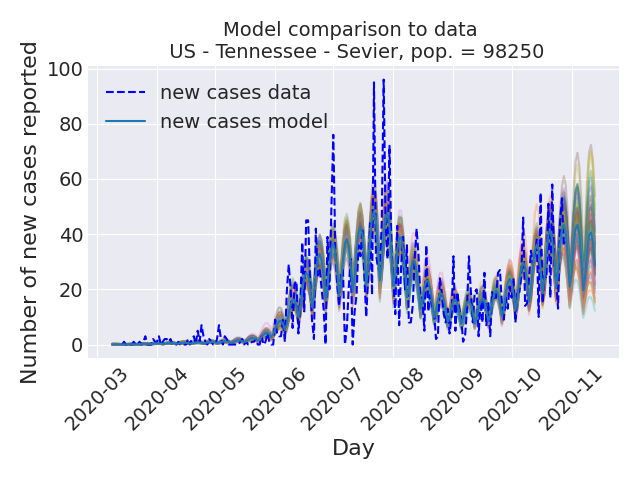 Model comparison to data
US - Tennessee - Sevier, pop. = 98250
Number of new cases reported
100
80
60
40
20
0
new cases data
new cases model
2020-03
2020-04
2020-05
2020-06
2020-07
2020-08
2020-09
2020-10
2020-11
Day